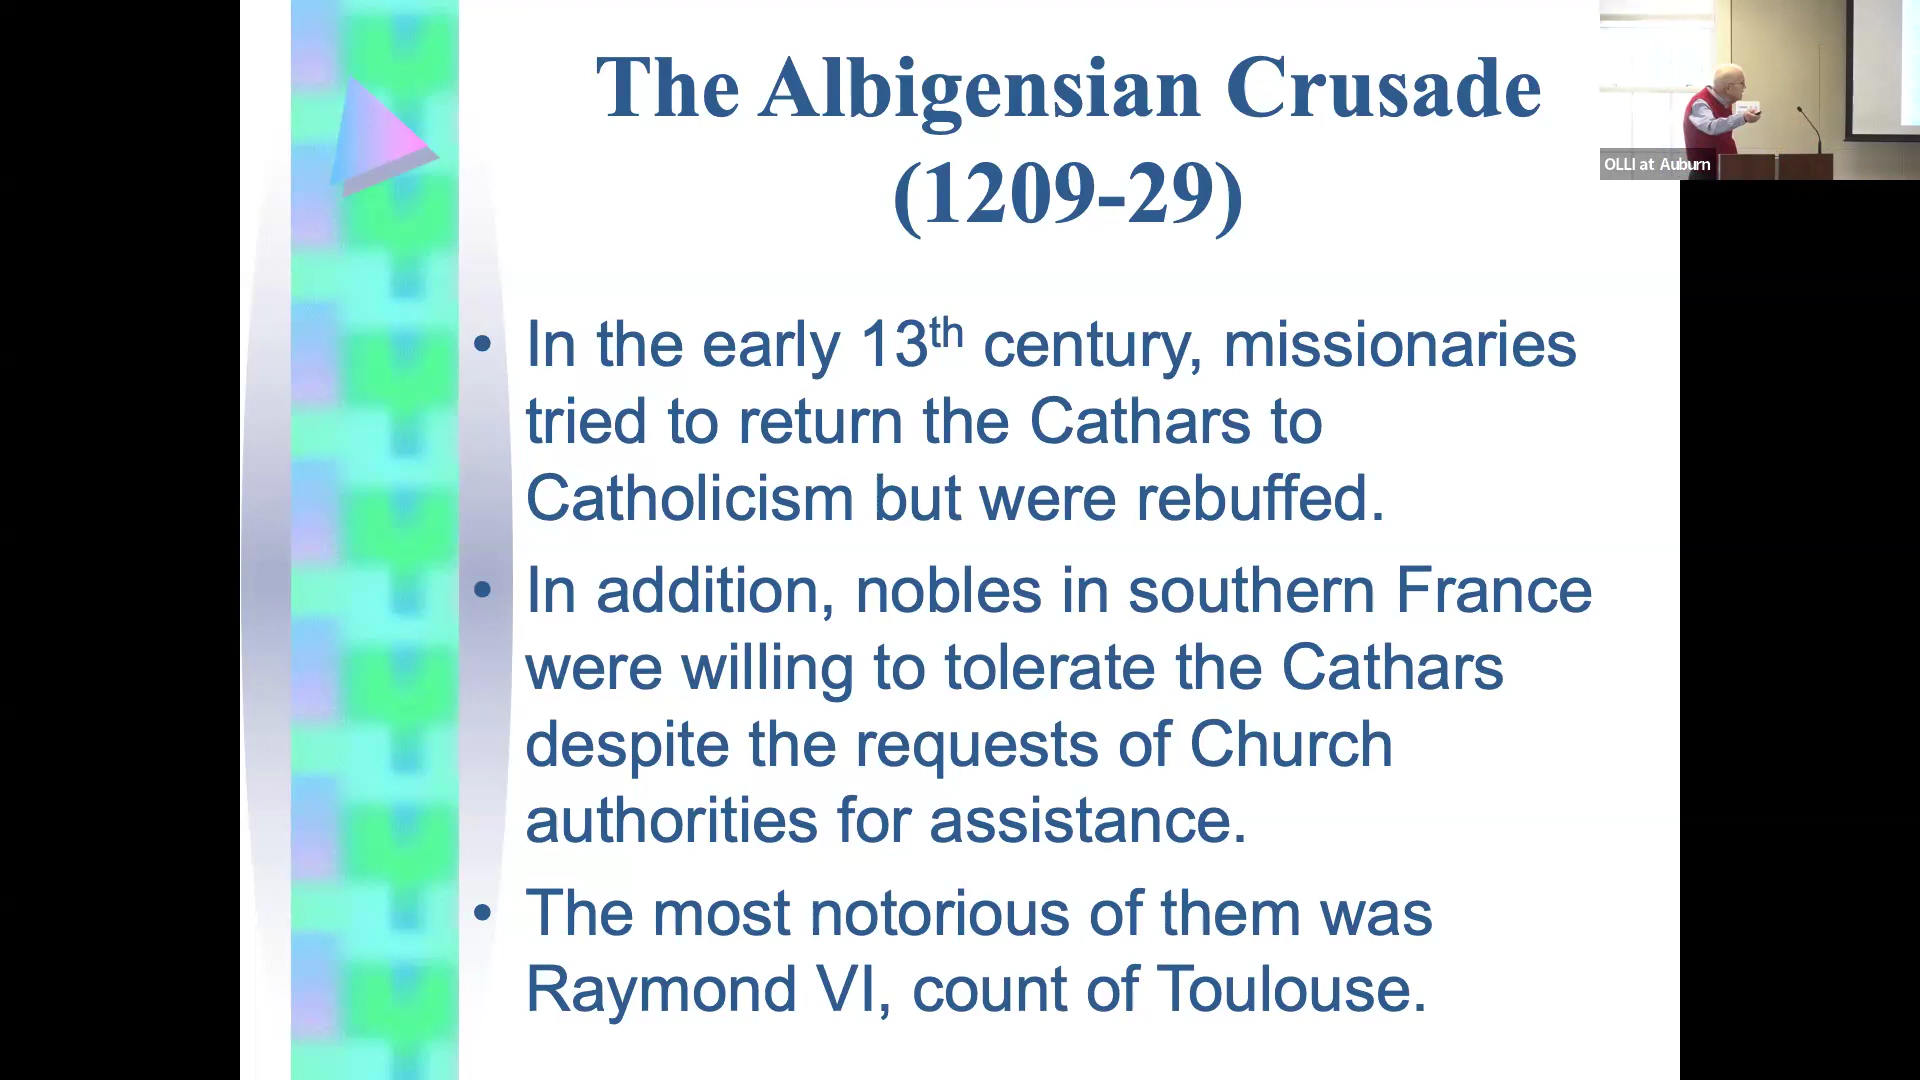 The Albigensian Crusade
(1209-29)
• In the early 13th century, missionaries
tried to return the Cathars to
Catholicism but were rebuffed.
• In addition, nobles in southern France
were willing to tolerate the Cathars
despite the requests of Church
authorities for assistance.
• The most notorious of them was
Raymond VI, count of Toulouse.
OLLI at Auburn